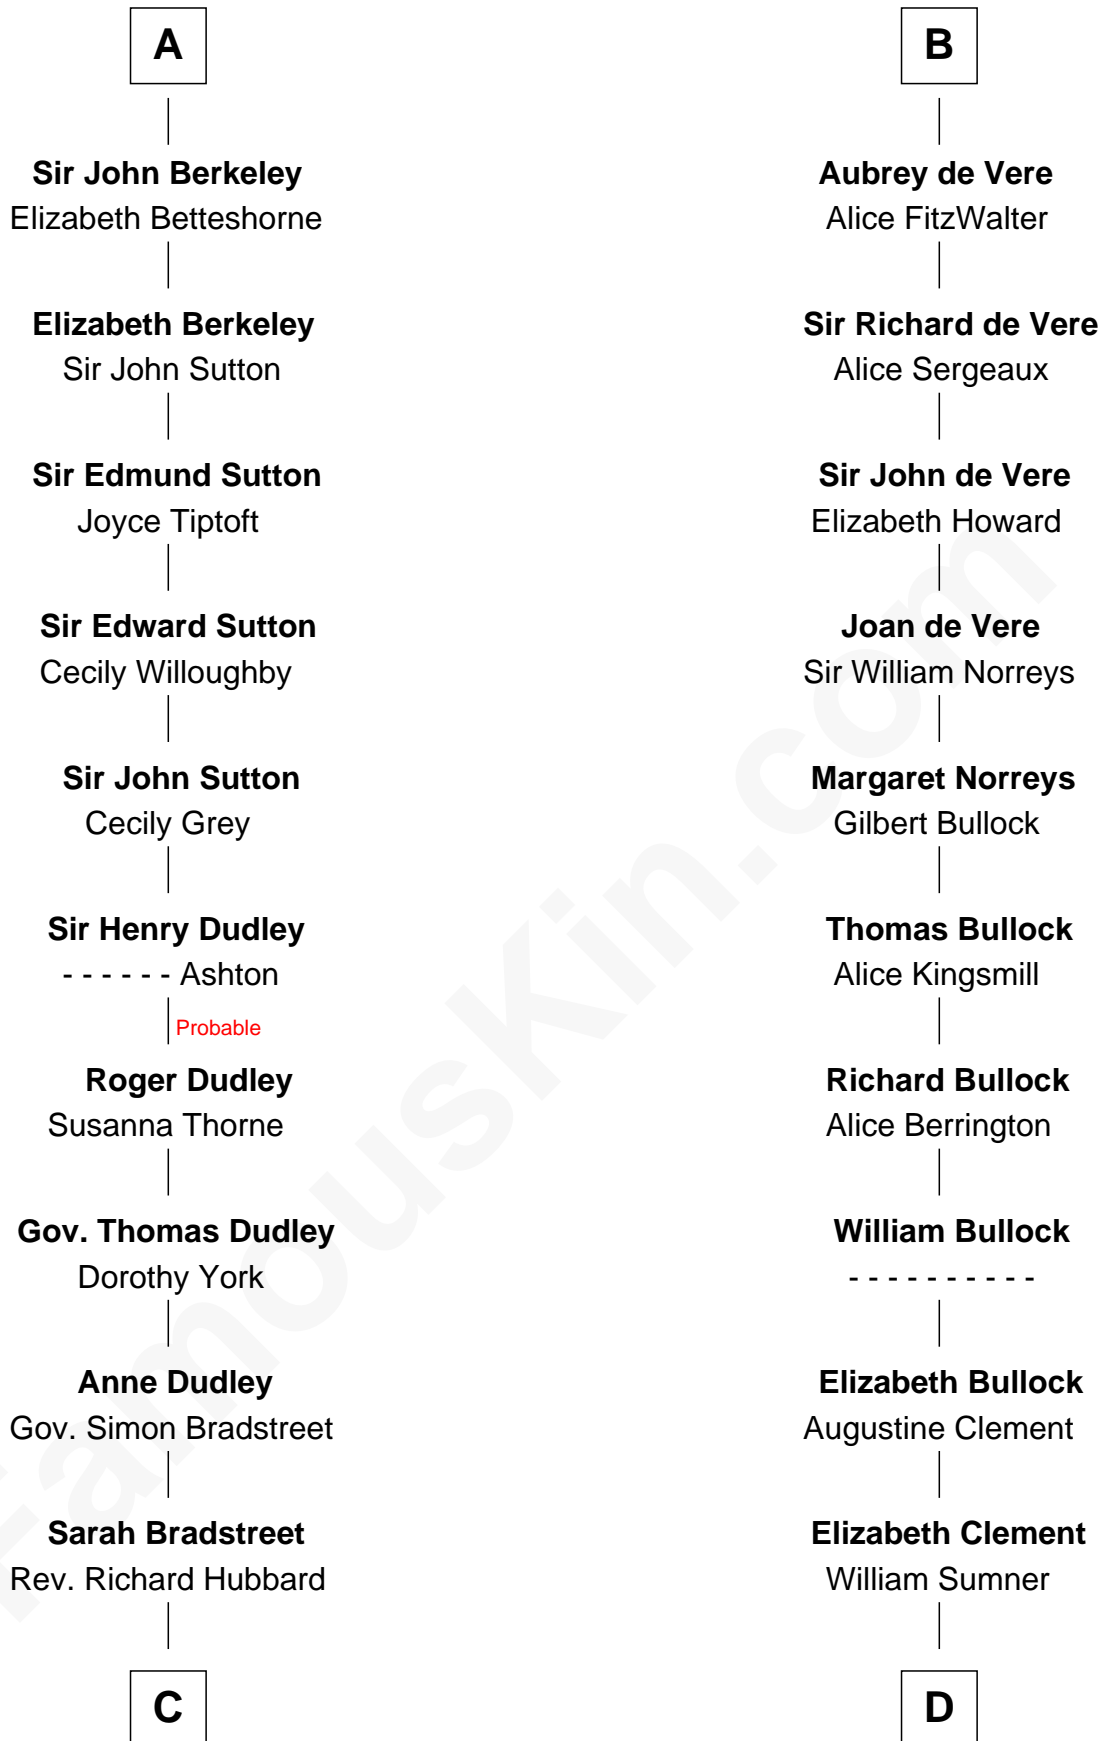 A
Sir John Berkeley
Elizabeth Betteshorne
Elizabeth Berkeley
Sir John Sutton
Sir Edmund Sutton
Joyce Tiptoft
Sir Edward Sutton
Cecily Willoughby
Sir John Sutton
Cecily Grey
Sir Henry Dudley
- - - - - - Ashton
Probable
Roger Dudley
Susanna Thorne
Gov. Thomas Dudley
Dorothy York
Anne Dudley
Gov. Simon Bradstreet
Sarah Bradstreet
Rev. Richard Hubbard
C
B
Aubrey de Vere
Alice FitzWalter
Sir Richard de Vere
Alice Sergeaux
Sir John de Vere
Elizabeth Howard
Joan de Vere
Sir William Norreys
Margaret Norreys
Gilbert Bullock
Thomas Bullock
Alice Kingsmill
Richard Bullock
Alice Berrington
William Bullock
- - - - - - - - - -
Elizabeth Bullock
Augustine Clement
Elizabeth Clement
William Sumner
D
FamousKin.com